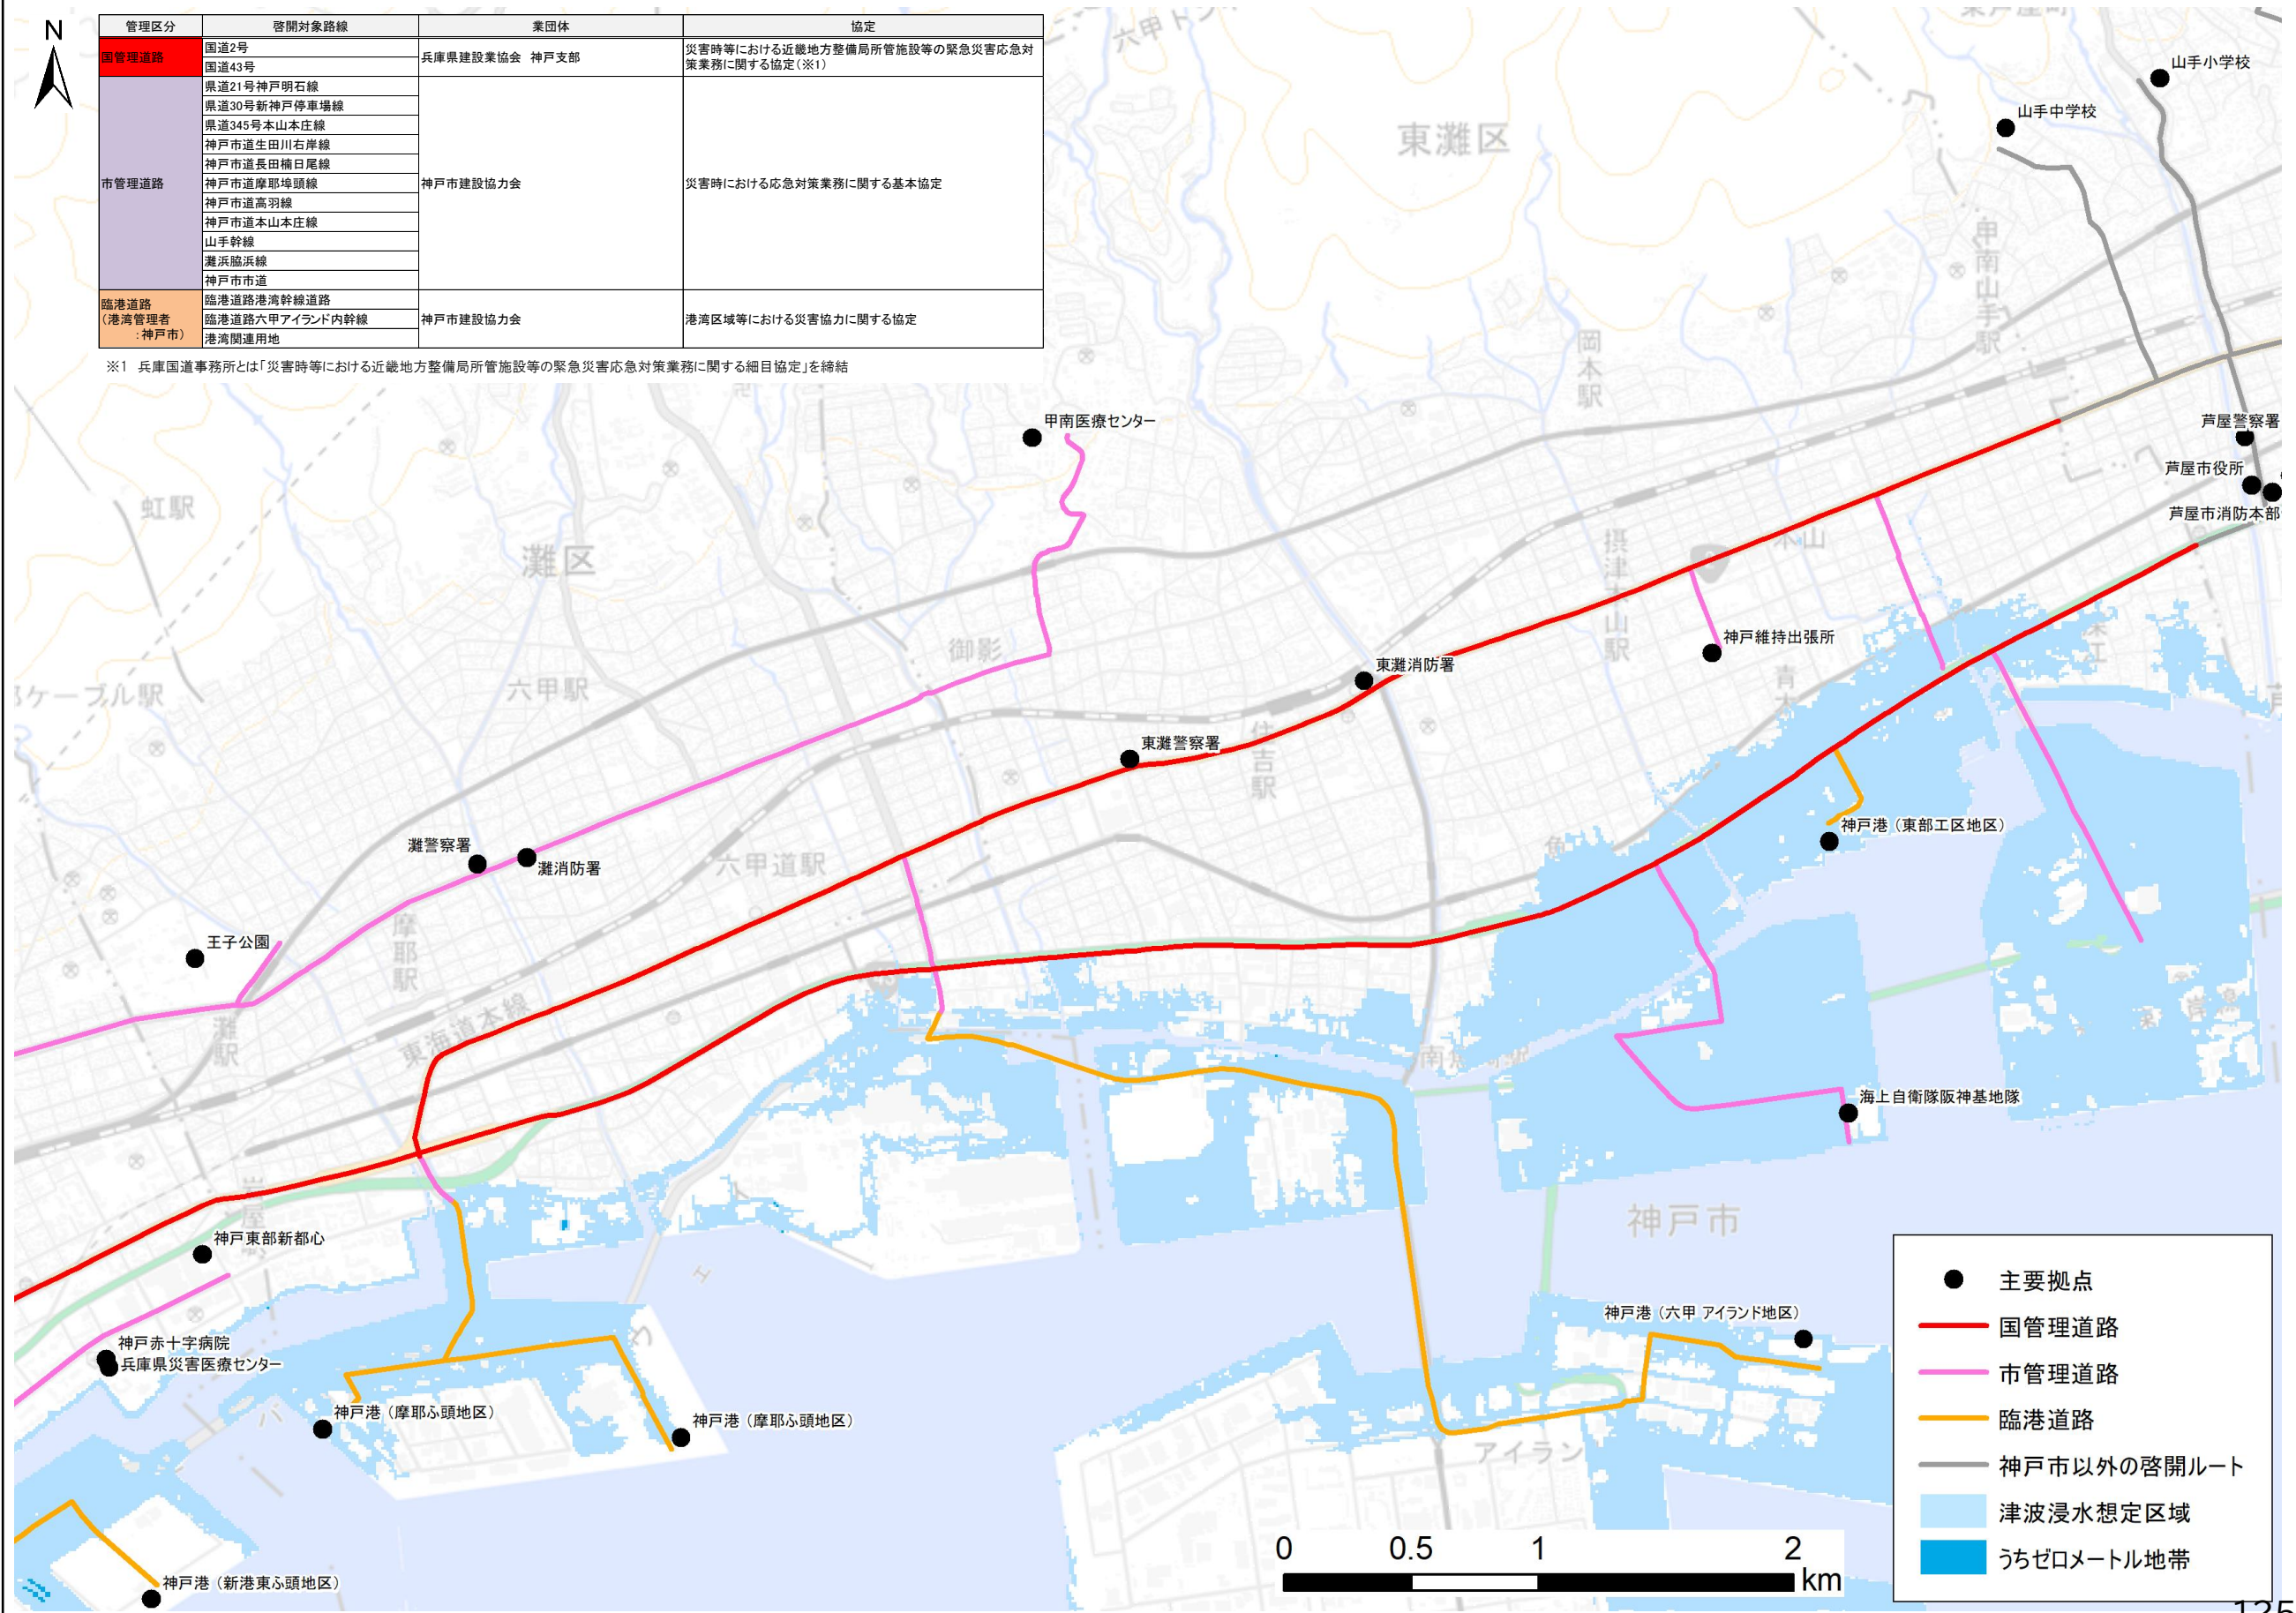 N
管理区分 啓開対象路線 業団体 協定
国管理道路 国道2号 兵庫県建設業協会 神戸支部 災害時等における近畿地方整備局所管施設等の緊急災害応急対
国道43号 策業務に関する協定(※1)
県道21号神戸明石線
県道30号新神戸停車場線
県道345号本山本庄線
神戸市道生田川右岸線
神戸市道長田楠日尾線
市管理道路 神戸市道摩耶埠頭線 神戸市建設協力会 災害時における応急対策業務に関する基本協定
神戸市道高羽線
神戸市道本山本庄線
山手幹線
灘浜脇浜線
神戸市市道
臨港道路 臨港道路港湾幹線道路
(港湾管理者 臨港道路六甲アイランド内幹線 神戸市建設協力会 港湾区域等における災害協力に関する協定
:神戸市) 港湾関連用地
※1 兵庫国道事務所とは「災害時等における近畿地方整備局所管施設等の緊急災害応急対策業務に関する細目協定」を締結
山手小学校
山手中学校
東灘区
甲南山手駅
岡本駅
甲南医療センター
芦屋警察署
芦屋市役所
芦屋市消防本部
虹駅
灘区
摂津本山駅
本山
御影
神戸維持出張所
東灘消防署
六甲駅
ケーブル駅
青木
東灘警察署
住吉駅
神戸港(東部工区地区)
灘警察署
灘消防署
六甲道駅
魚
摩耶駅
王子公園
灘駅
東海道本線
海上自衛隊阪神基地隊
岩屋
神戸市
神戸東部新都心
神戸港(六甲 アイランド地区)
神戸赤十字病院
兵庫県災害医療センター
神戸港(摩耶ふ頭地区)
神戸港(摩耶ふ頭地区)
アイラン
神戸港(新港東ふ頭地区)
主要拠点
国管理道路
市管理道路
臨港道路
神戸市以外の啓開ルート
津波浸水想定区域
うちゼロメートル地帯
0 0.5 1 2
km